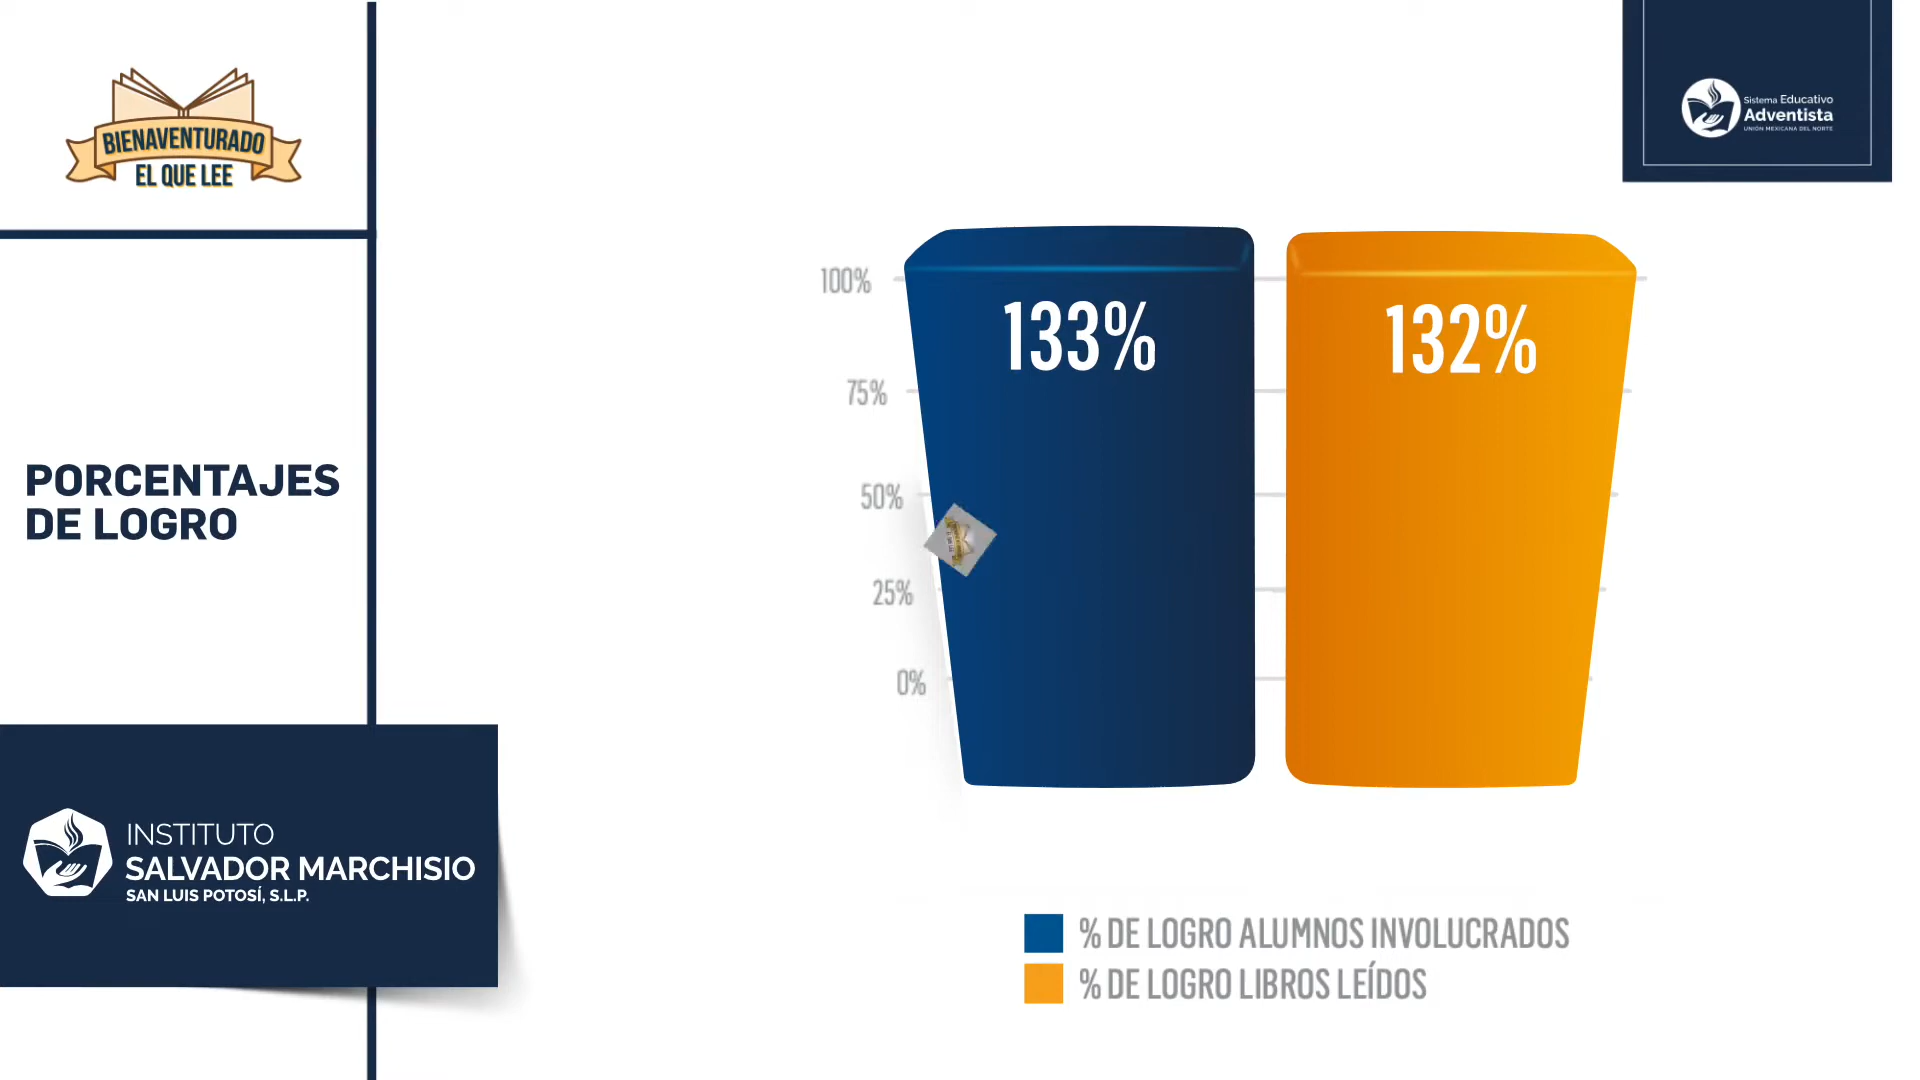 BIENAVENTURADO
EL QUE LEE
Sistema Educativo
Adventista
UNIÓN MEXICANA DEL NORTE
PORCENTAJES
DE LOGRO
100%
75%
50%
25%
0%
133%
132%
INSTITUTO
SALVADOR MARCHISIO
SAN LUIS POTOSÍ, S.L.P.
% DE LOGRO ALUMNOS INVOLUCRADOS
% DE LOGRO LIBROS LEÍDOS